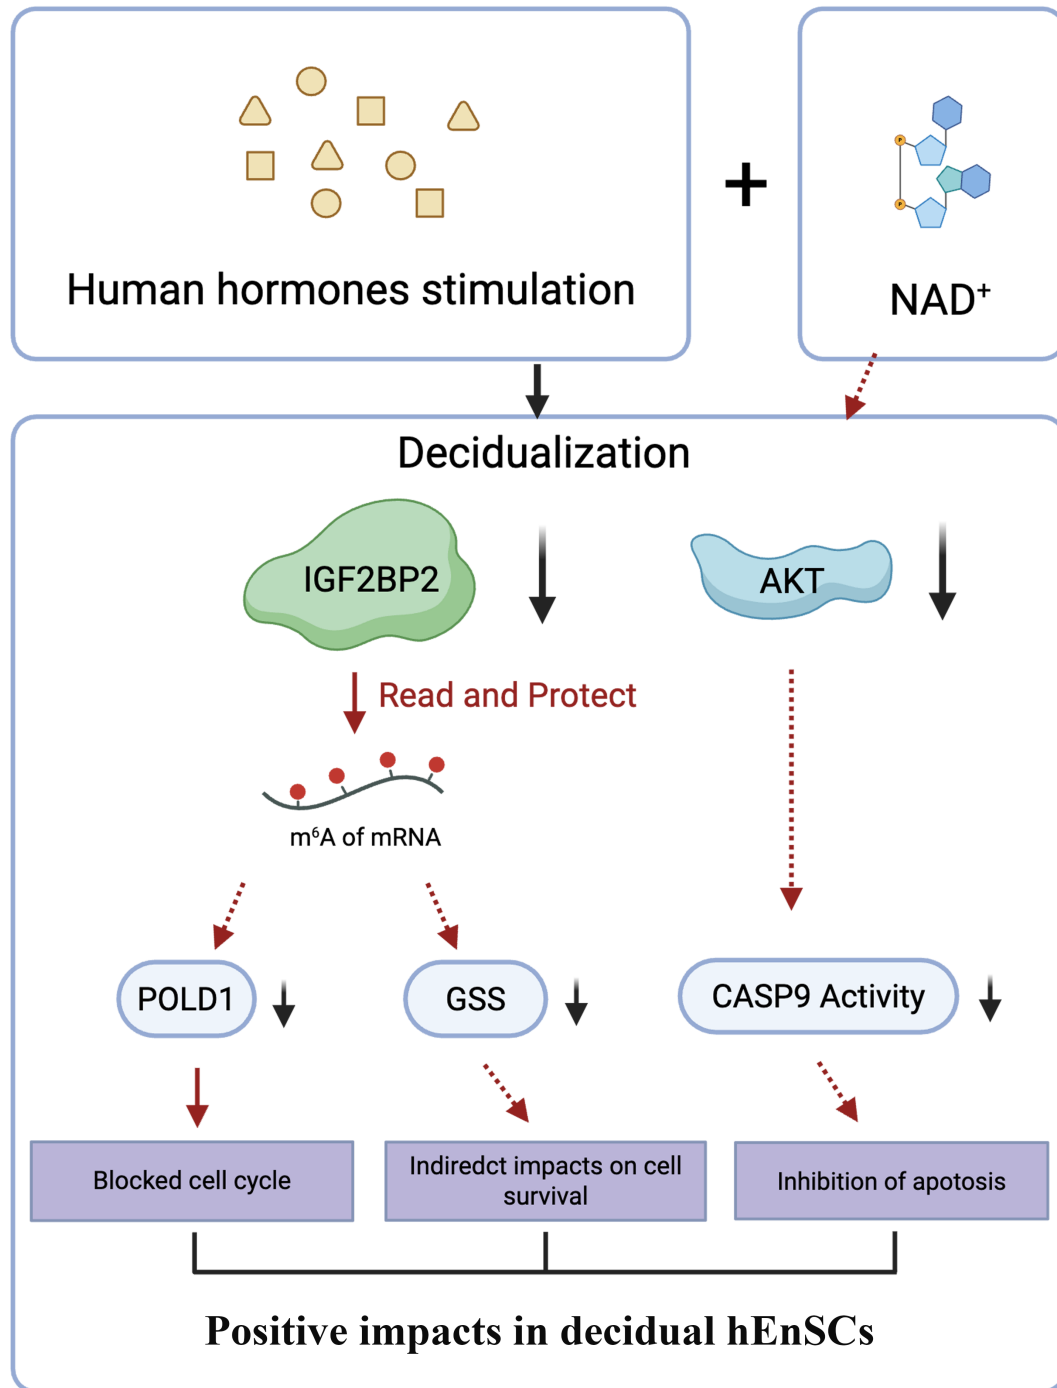 Human hormones stimulation
+
NAD⁺
P
P
Decidualization
IGF2BP2
AKT
Read and Protect
m⁶A of mRNA
POLD1
GSS
CASP9 Activity
Blocked cell cycle
Indiredct impacts on cell
survival
Inhibition of apotosis
Positive impacts in decidual hEnSCs